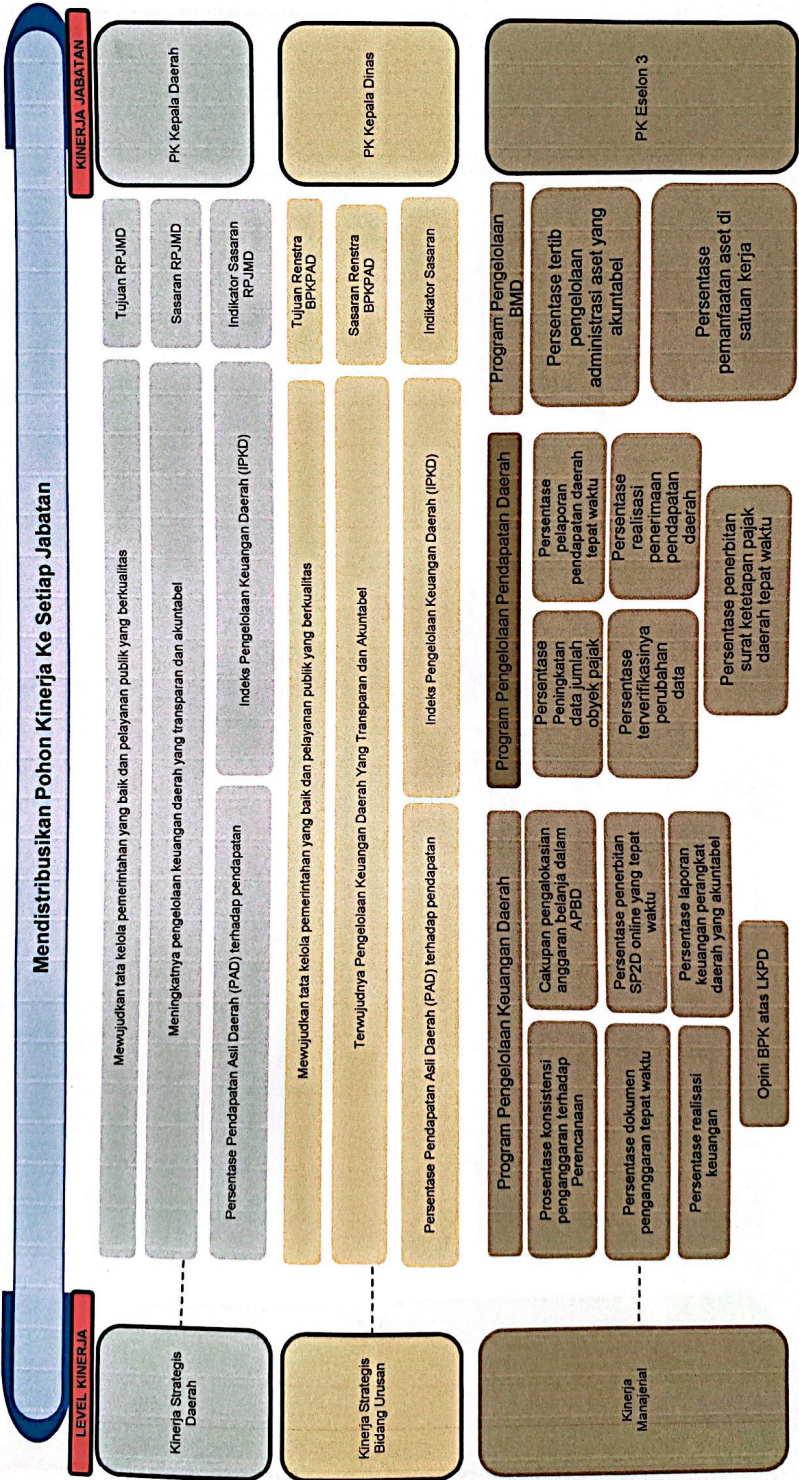 Mendistribusikan Pohon Kinerja Ke Setiap Jabatan
LEVEL KINERJA
KINERJA JABATAN
Kinerja Strategis
Daerah
Mewujudkan tata kelola pemerintahan yang baik dan pelayanan publik yang berkualitas
Tujuan RPJMD
Meningkatnya pengelolaan keuangan daerah yang transparan dan akuntabel
Sasaran RPJMD
Persentase Pendapatan Asli Daerah (PAD) terhadap pendapatan
Indeks Pengelolaan Keuangan Daerah (IPKD)
Indikator Sasaran
RPJMD
PK Kepala Daerah
Kinerja Strategis
Bidang Urusan
Mewujudkan tata kelola pemerintahan yang baik dan pelayanan publik yang berkualitas
Tujuan Renstra
BPKPAD
Terwujudnya Pengelolaan Keuangan Daerah Yang Transparan dan Akuntabel
Sasaran Renstra
BPKPAD
Persentase Pendapatan Asli Daerah (PAD) terhadap pendapatan
Indeks Pengelolaan Keuangan Daerah (IPKD)
Indikator Sasaran
PK Kepala Dinas
Kinerja
Manajerial
Program Pengelolaan Keuangan Daerah
Prosentase konsistensi
penganggaran terhadap
Perencanaan
Cakupan pengalokasian
anggaran belanja dalam
APBD
Persentase dokumen
penganggaran tepat waktu
Persentase penerbitan
SP2D online yang tepat
waktu
Persentase realisasi
keuangan
Persentase laporan
keuangan perangkat
daerah yang akuntabel
Opini BPK atas LKPD
Program Pengelolaan Pendapatan Daerah
Persentase
Peningkatan
data jumlah
obyek pajak
Persentase
pelaporan
pendapatan daerah
tepat waktu
Persentase
terverifikasinya
perubahan
data
Persentase
realisasi
penerimaan
pendapatan
daerah
Persentase penerbitan
surat ketetapan pajak
daerah tepat waktu
Program Pengelolaan
BMD
Persentase tertib
pengelolaan
administrasi aset yang
akuntabel
Persentase
pemanfaatan aset di
satuan kerja
PK Eselon 3